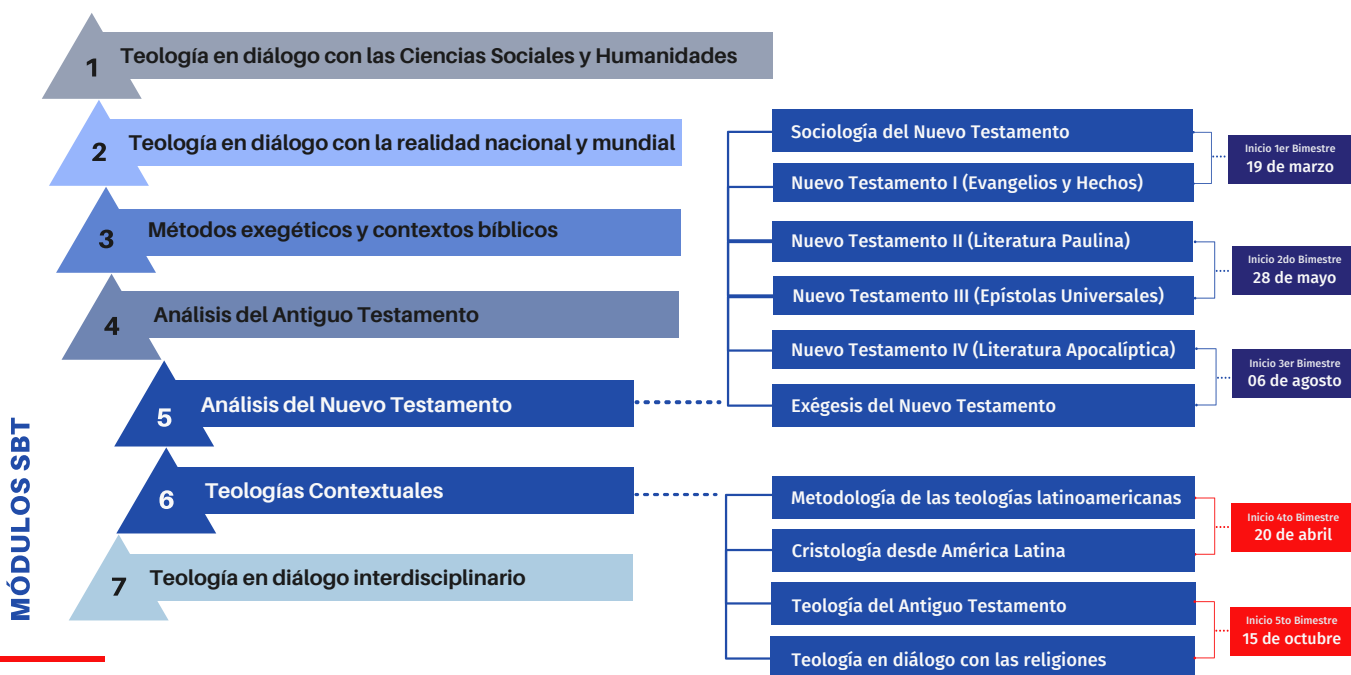 1
Teología en diálogo con las Ciencias Sociales y Humanidades
2
Teología en diálogo con la realidad nacional y mundial
3
Métodos exegéticos y contextos bíblicos
4
Análisis del Antiguo Testamento
5
Análisis del Nuevo Testamento
6
Teologías Contextuales
7
Teología en diálogo interdisciplinario
MÓDULOS SBT
Sociología del Nuevo Testamento
Nuevo Testamento I (Evangelios y Hechos)
Nuevo Testamento II (Literatura Paulina)
Nuevo Testamento III (Epístolas Universales)
Nuevo Testamento IV (Literatura Apocalíptica)
Exégesis del Nuevo Testamento
Metodología de las teologías latinoamericanas
Cristología desde América Latina
Teología del Antiguo Testamento
Teología en diálogo con las religiones
Inicio 1er Bimestre
19 de marzo
Inicio 2do Bimestre
28 de mayo
Inicio 3er Bimestre
06 de agosto
Inicio 4to Bimestre
20 de abril
Inicio 5to Bimestre
15 de octubre